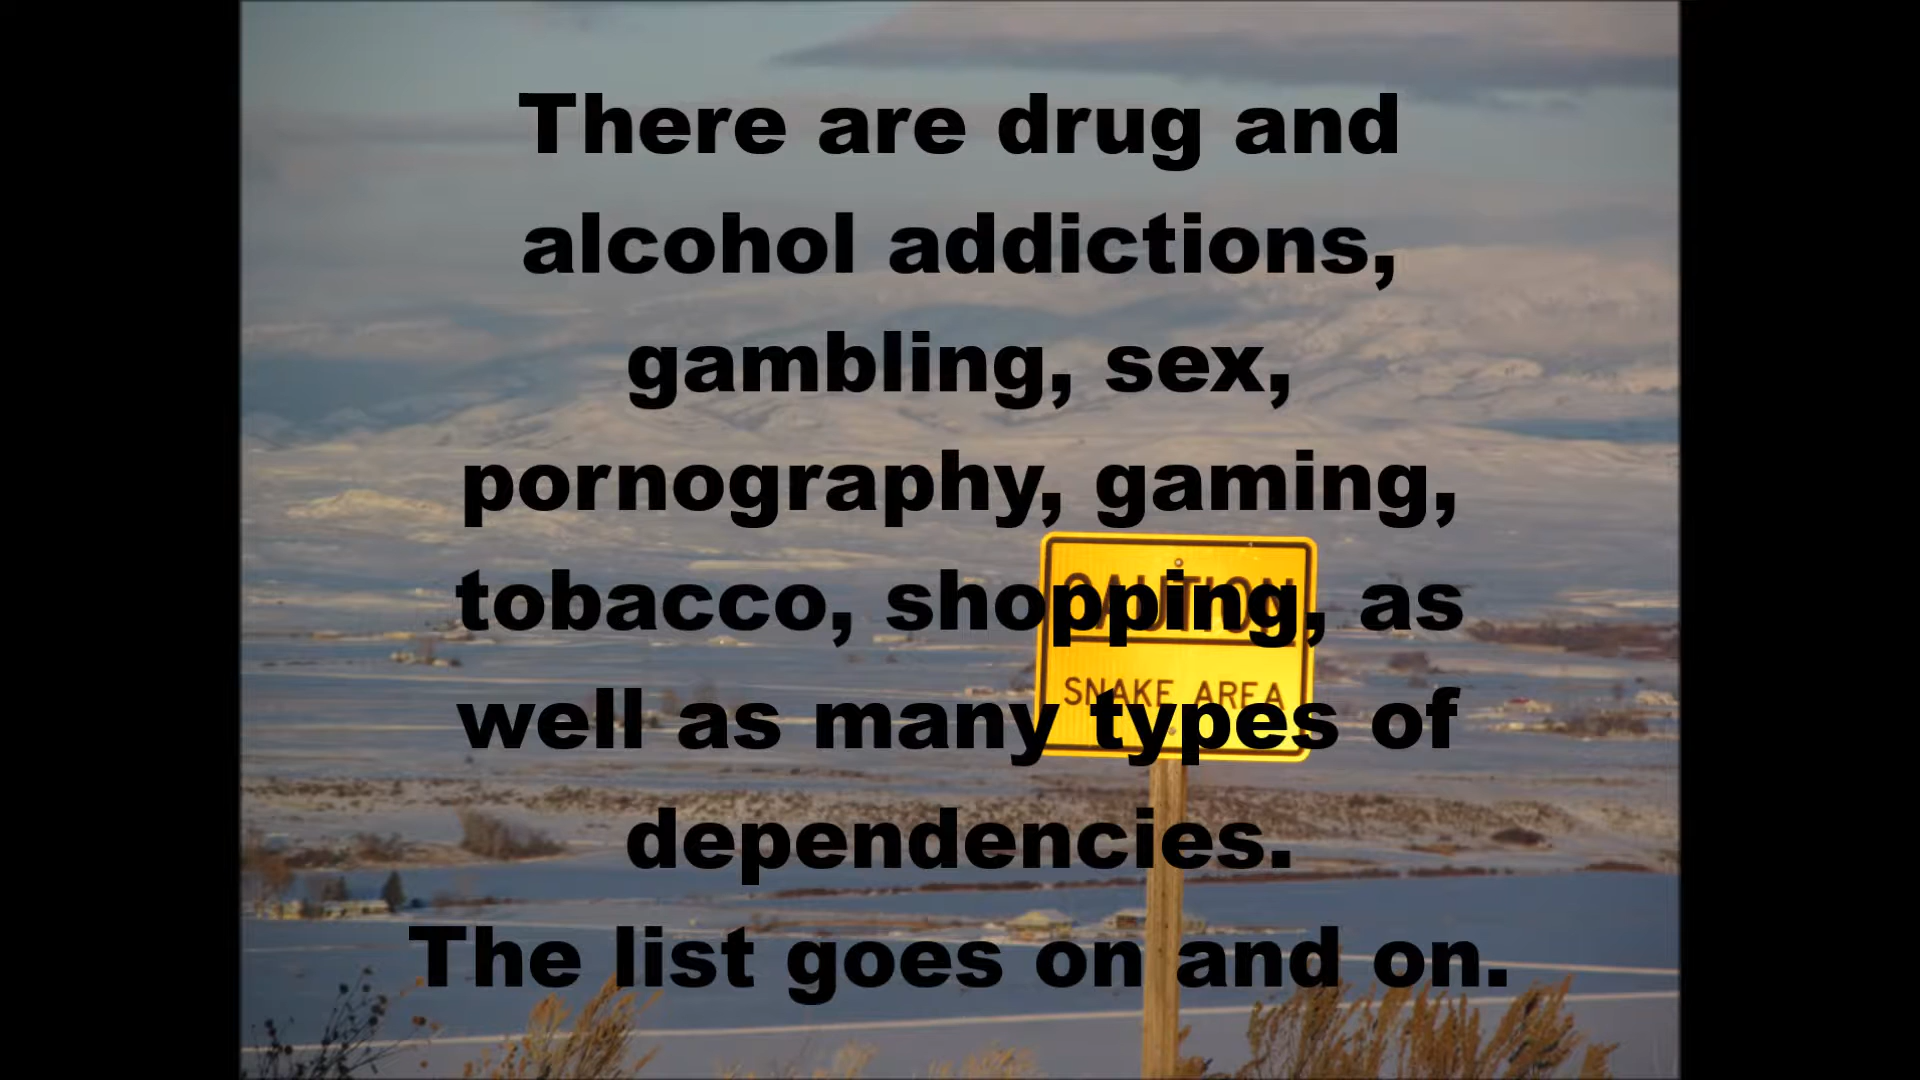 There are drug and
alcohol addictions,
gambling, sex,
pornography, gaming,
tobacco, shopping, as
well as many types of
dependencies.
The list goes on and on.
CAUTION
SNAKE AREA